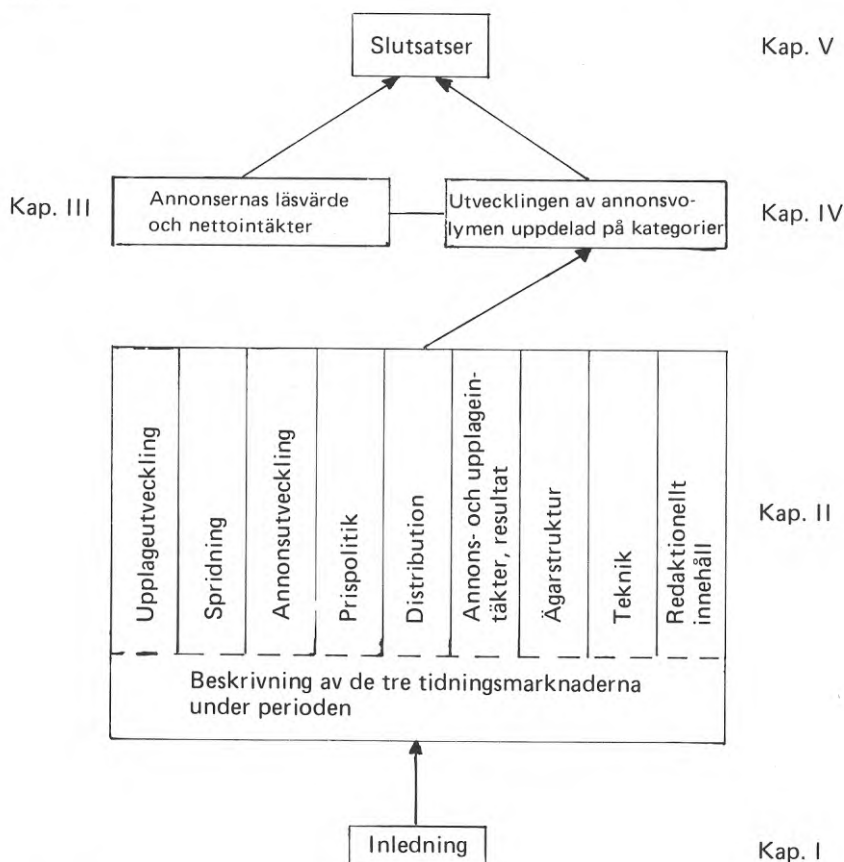 Slutsatser
Kap. V
Kap. III
Annonsernas läsvärde
och nettointäkter
Utvecklingen av annonsvo-
lymen uppdelad på kategorier
Kap. IV
Upplageutveckling
Spridning
Annonsutveckling
Prispolitik
Distribution
Annons- och upplagein-
täkter, resultat
Ägarstruktur
Teknik
Redaktionellt
innehåll
Kap. II
Beskrivning av de tre tidningsmarknaderna
under perioden
Inledning
Kap. I